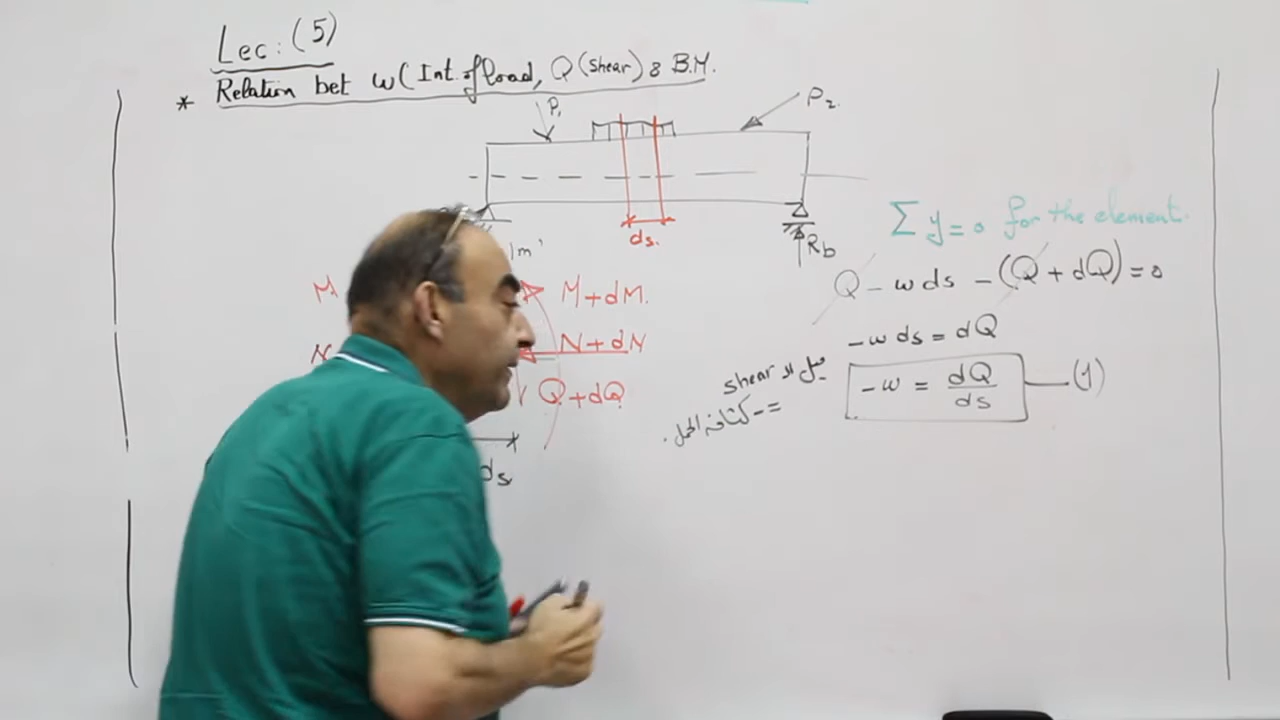 Lec: (5)
* Relation bet w (Int. of load, Q (shear) & B.M.
P₁
P₂.
ds.
Rb
m'
M
M+dM.
N
N+dN
Q+dQ
ds
Σ y = 0 for the element.
Q - w ds - (Q + dQ) = 0
- w ds = dQ
- w = dQ/ds (1)
ميل الـ shear
= - كثافة الحمل.